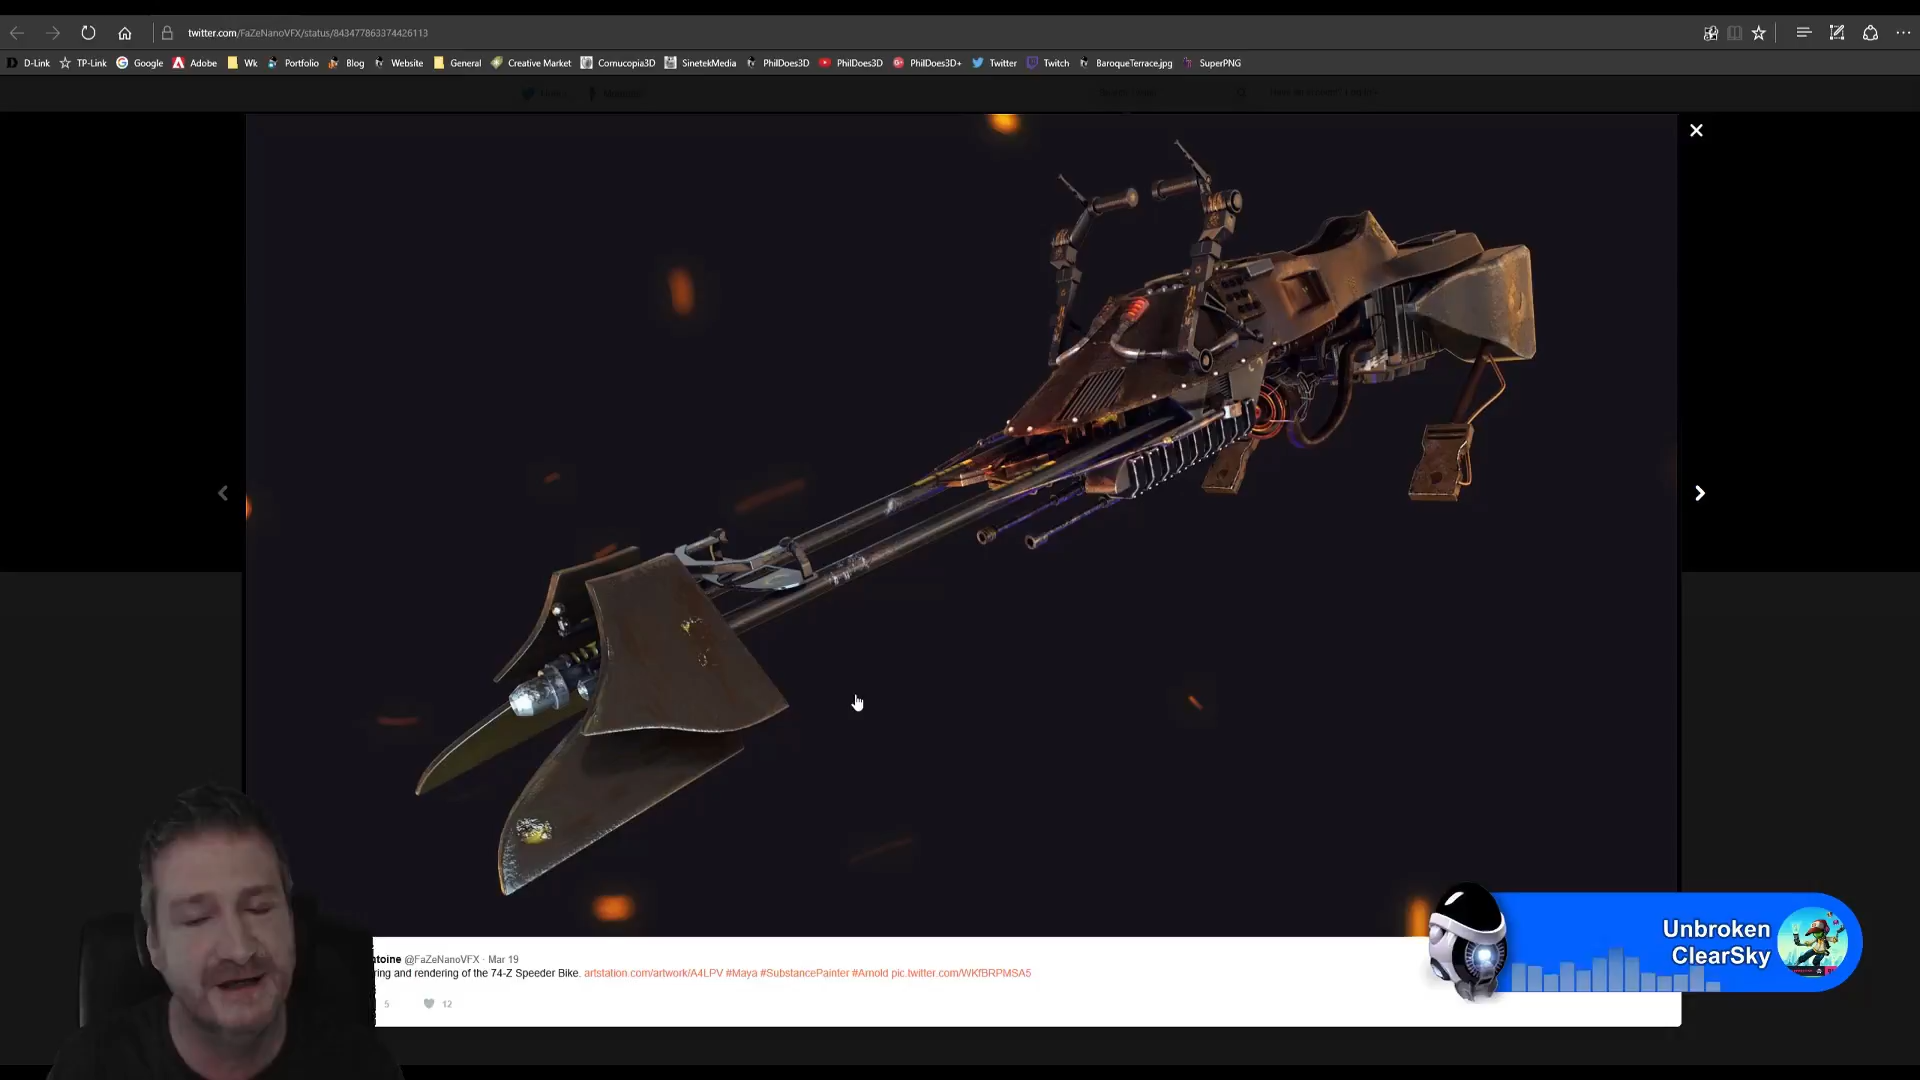 twitter.com/FaZeNanoVFX/status/843477863374426113
D-Link TP-Link Google Adobe Wk Portfolio Blog Website General Creative Market Cornucopia3D SinetekMedia PhilDoes3D PhilDoes3D PhilDoes3D+ Twitter Twitch BaroqueTerrace.jpg SuperPNG
ntoine @FaZeNanoVFX · Mar 19
ring and rendering of the 74-Z Speeder Bike. artstation.com/artwork/A4LPV #Maya #SubstancePainter #Arnold pic.twitter.com/WKfBRPMSA5
5 12
Unbroken
ClearSky